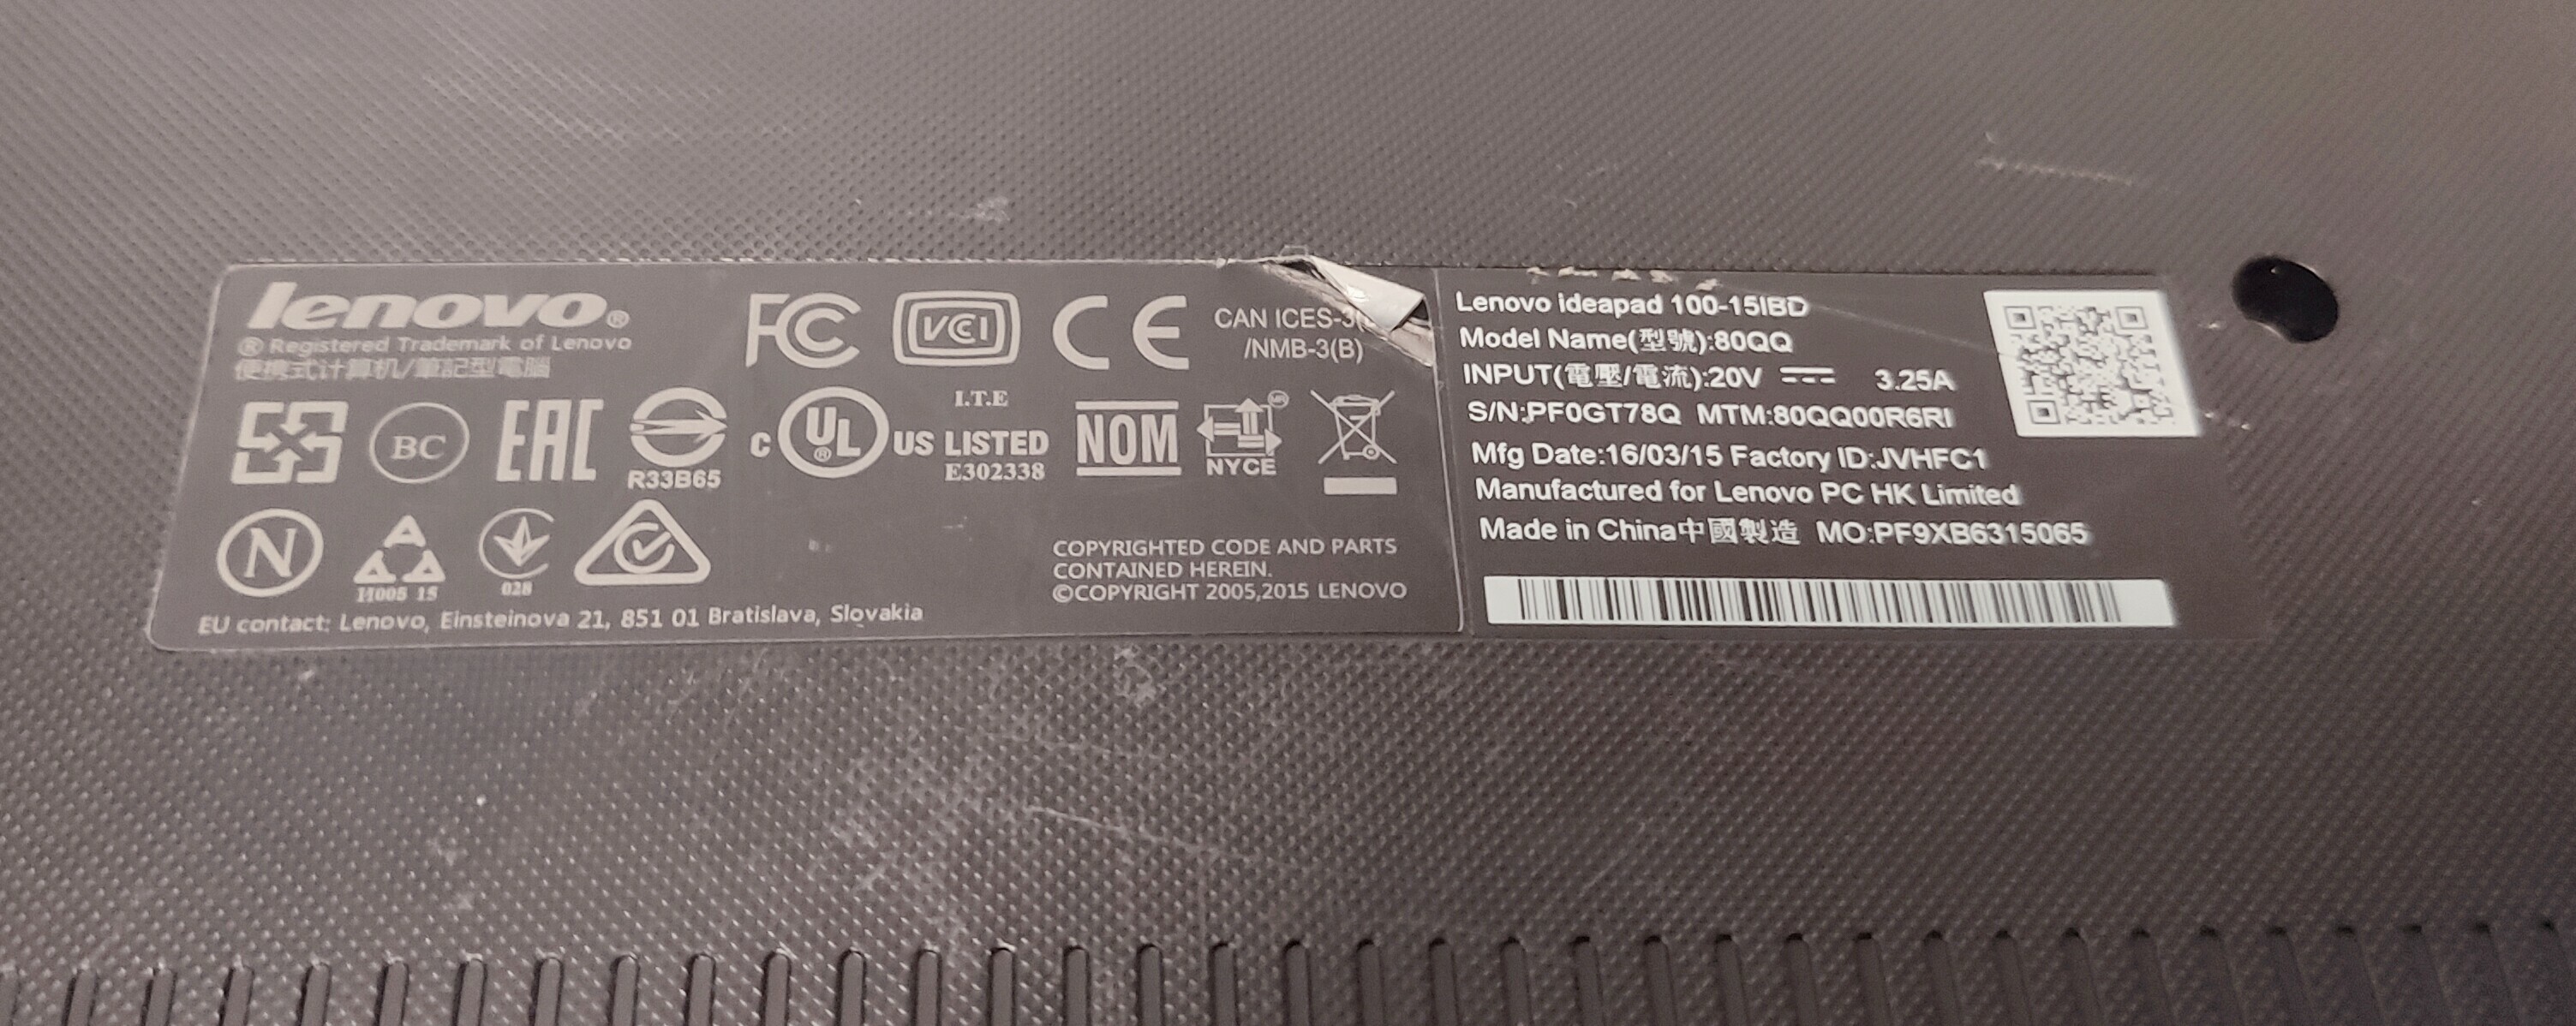 lenovo®
® Registered Trademark of Lenovo
便携式计算机/筆記型電腦
FC
VCCI
CE
CAN ICES-3(
/NMB-3(B)
BC
EAC
R33B65
C UL® US LISTED
I.T.E
E302338
NOM
NYCE
N
028
EU contact: Lenovo, Einsteinova 21, 851 01 Bratislava, Slovakia
COPYRIGHTED CODE AND PARTS
CONTAINED HEREIN.
©COPYRIGHT 2005,2015 LENOVO
Lenovo ideapad 100-15IBD
Model Name(型號):80QQ
INPUT(電壓/電流):20V ⎓ 3.25A
S/N:PF0GT78Q MTM:80QQ00R6RI
Mfg Date:16/03/15 Factory ID:JVHFC1
Manufactured for Lenovo PC HK Limited
Made in China中國製造 MO:PF9XB6315065